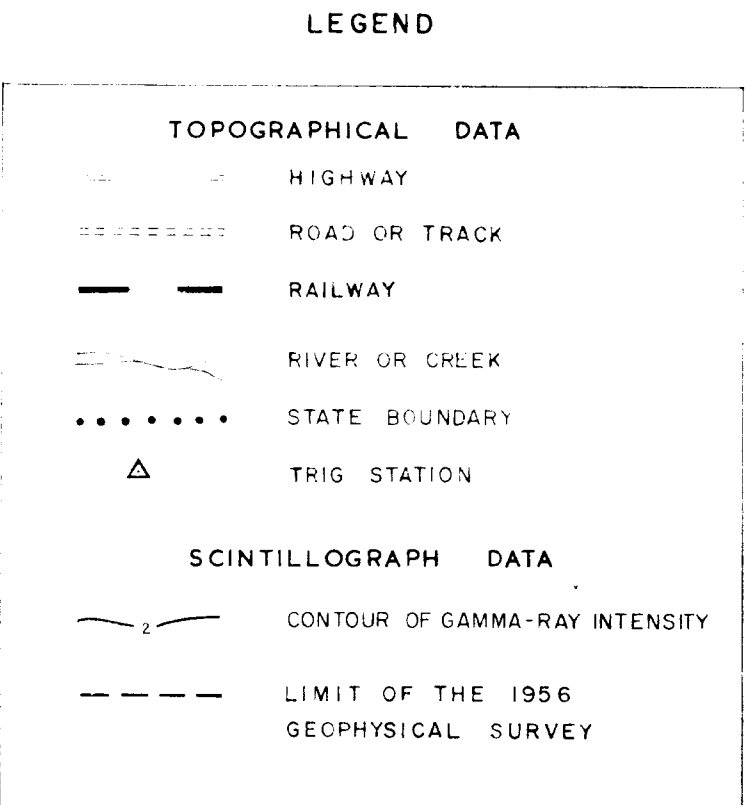 LEGEND
TOPOGRAPHICAL DATA
HIGHWAY
ROAD OR TRACK
RAILWAY
RIVER OR CREEK
STATE BOUNDARY
TRIG STATION
SCINTILLOGRAPH DATA
2 CONTOUR OF GAMMA-RAY INTENSITY
LIMIT OF THE 1956
GEOPHYSICAL SURVEY